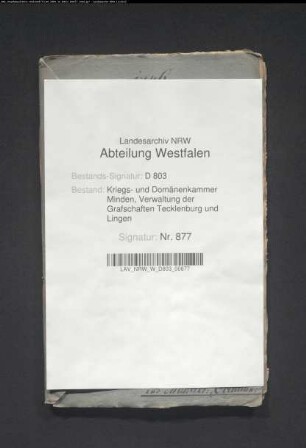 Landesarchiv NRW
Abteilung Westfalen
Bestands-Signatur: D 803
Bestand: Kriegs- und Domänenkammer
Minden, Verwaltung der
Grafschaften Tecklenburg und
Lingen
Signatur: Nr. 877
LAV_NRW_W_D803_00877